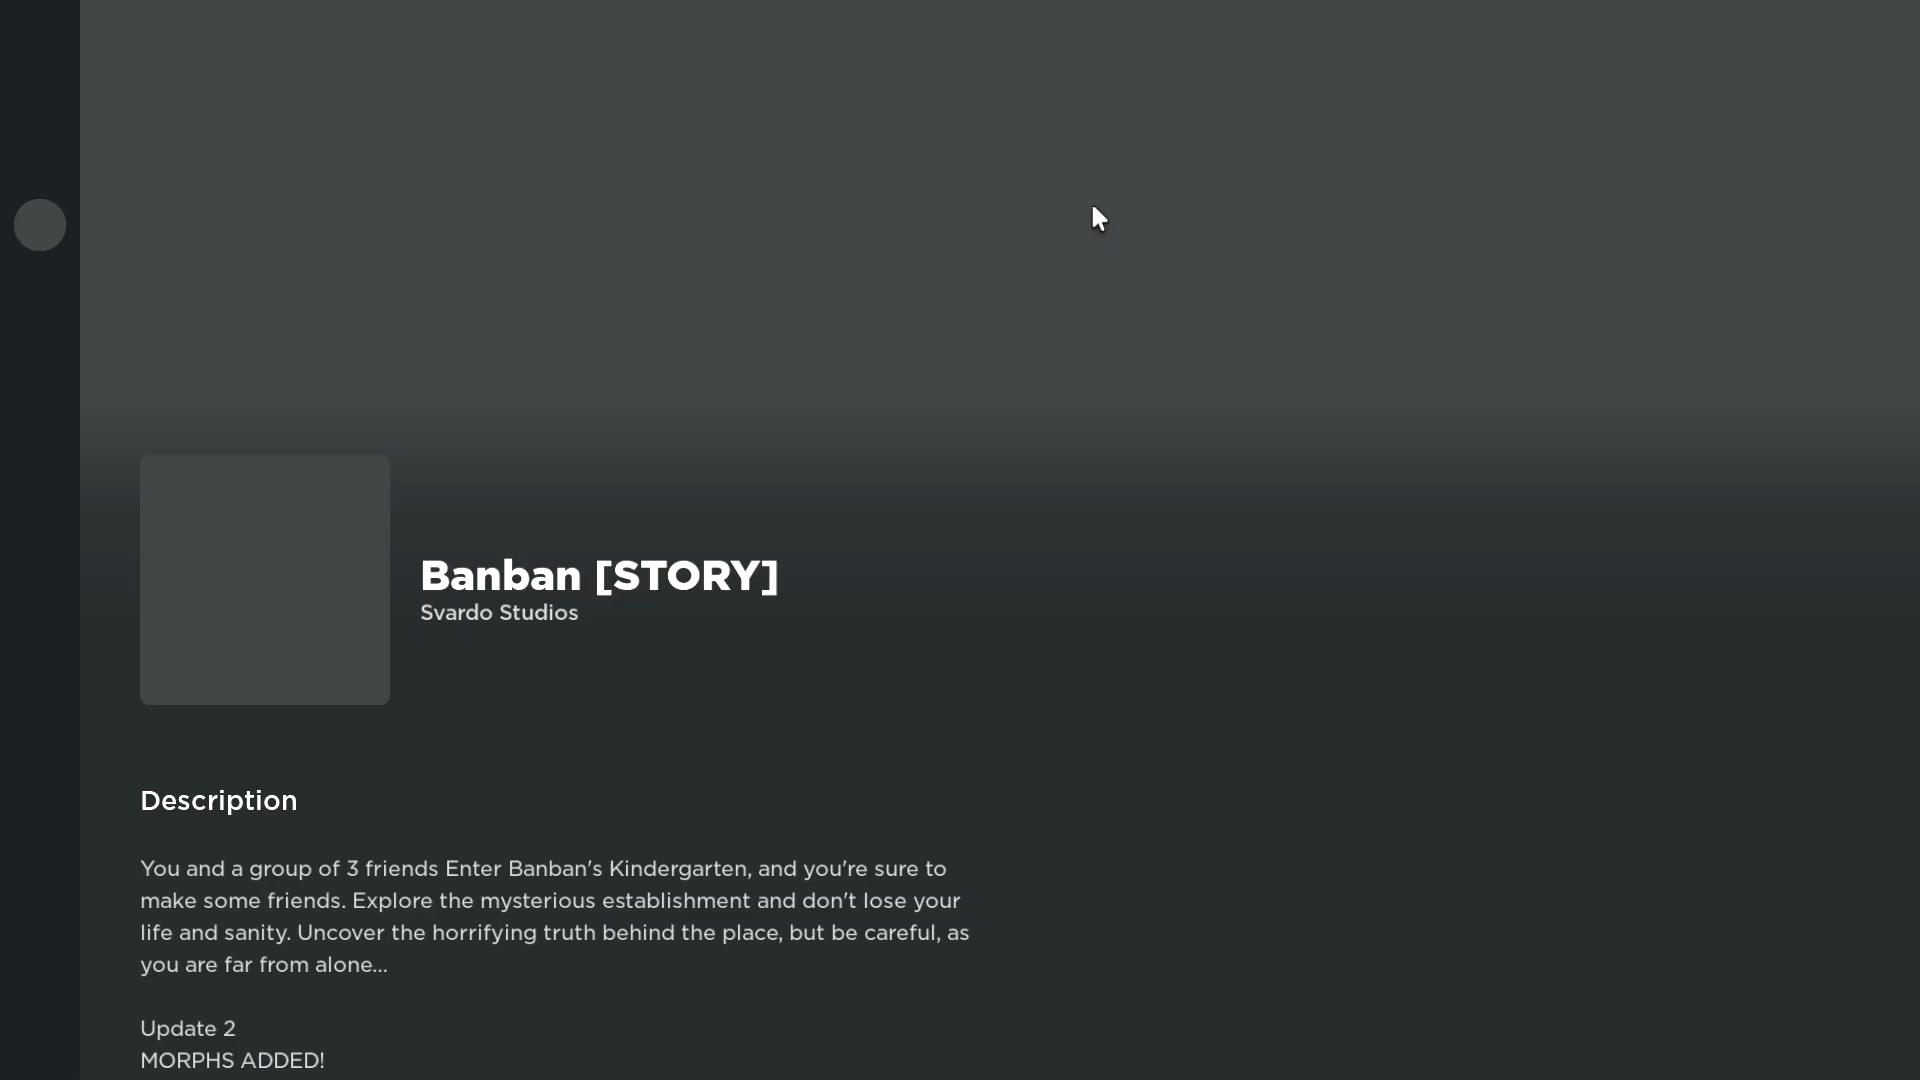 Banban [STORY]
Svardo Studios
Description
You and a group of 3 friends Enter Banban's Kindergarten, and you're sure to
make some friends. Explore the mysterious establishment and don't lose your
life and sanity. Uncover the horrifying truth behind the place, but be careful, as
you are far from alone...
Update 2
MORPHS ADDED!